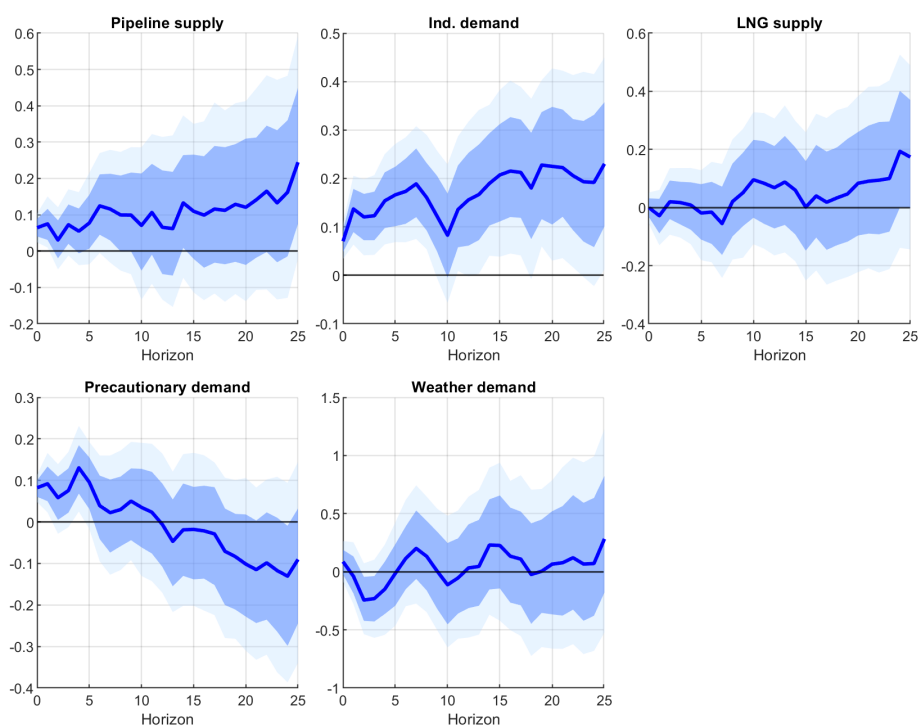 Pipeline supply
0.6
0.5
0.4
0.3
0.2
0.1
0
-0.1
-0.2
0 5 10 15 20 25
Horizon
Ind. demand
0.5
0.4
0.3
0.2
0.1
0
-0.1
0 5 10 15 20 25
Horizon
LNG supply
0.6
0.4
0.2
0
-0.2
-0.4
0 5 10 15 20 25
Horizon
Precautionary demand
0.3
0.2
0.1
0
-0.1
-0.2
-0.3
-0.4
0 5 10 15 20 25
Horizon
Weather demand
1.5
1
0.5
0
-0.5
-1
0 5 10 15 20 25
Horizon